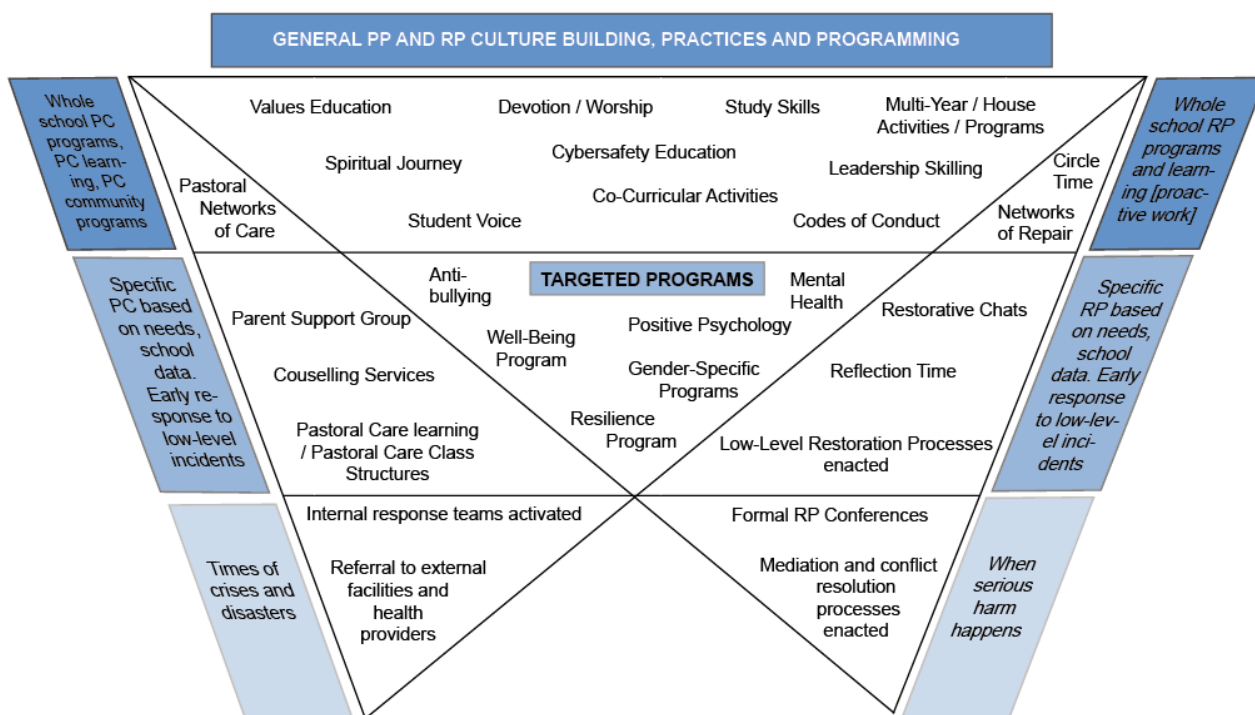 GENERAL PP AND RP CULTURE BUILDING, PRACTICES AND PROGRAMMING
Whole
school PC
programs,
PC learn-
ing, PC
community
programs
Values Education
Devotion / Worship
Study Skills
Multi-Year / House
Activities / Programs
Spiritual Journey
Cybersafety Education
Leadership Skilling
Circle
Time
Pastoral
Networks
of Care
Student Voice
Co-Curricular Activities
Codes of Conduct
Networks
of Repair
Whole
school RP
programs
and learn-
ing [proac-
tive work]
Specific
PC based
on needs,
school
data.
Early re-
sponse to
low-level
incidents
Parent Support Group
Couselling Services
Pastoral Care learning
/ Pastoral Care Class
Structures
TARGETED PROGRAMS
Anti-
bullying
Mental
Health
Well-Being
Program
Positive Psychology
Gender-Specific
Programs
Resilience
Program
Restorative Chats
Reflection Time
Low-Level Restoration Processes
enacted
Specific
RP based
on needs,
school
data. Early
response
to low-lev-
el inci-
dents
Times of
crises and
disasters
Internal response teams activated
Referral to external
facilities and
health
providers
Formal RP Conferences
Mediation and conflict
resolution
processes
enacted
When
serious
harm
happens